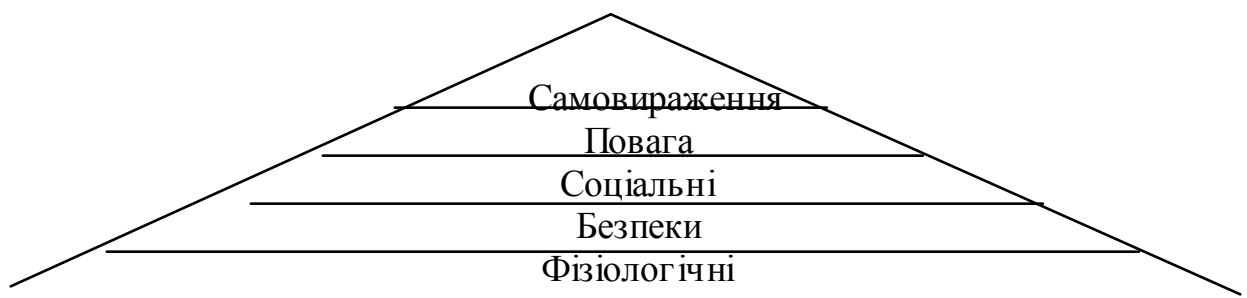 Самовираження
Повага
Соціальні
Безпеки
Фізіологічні